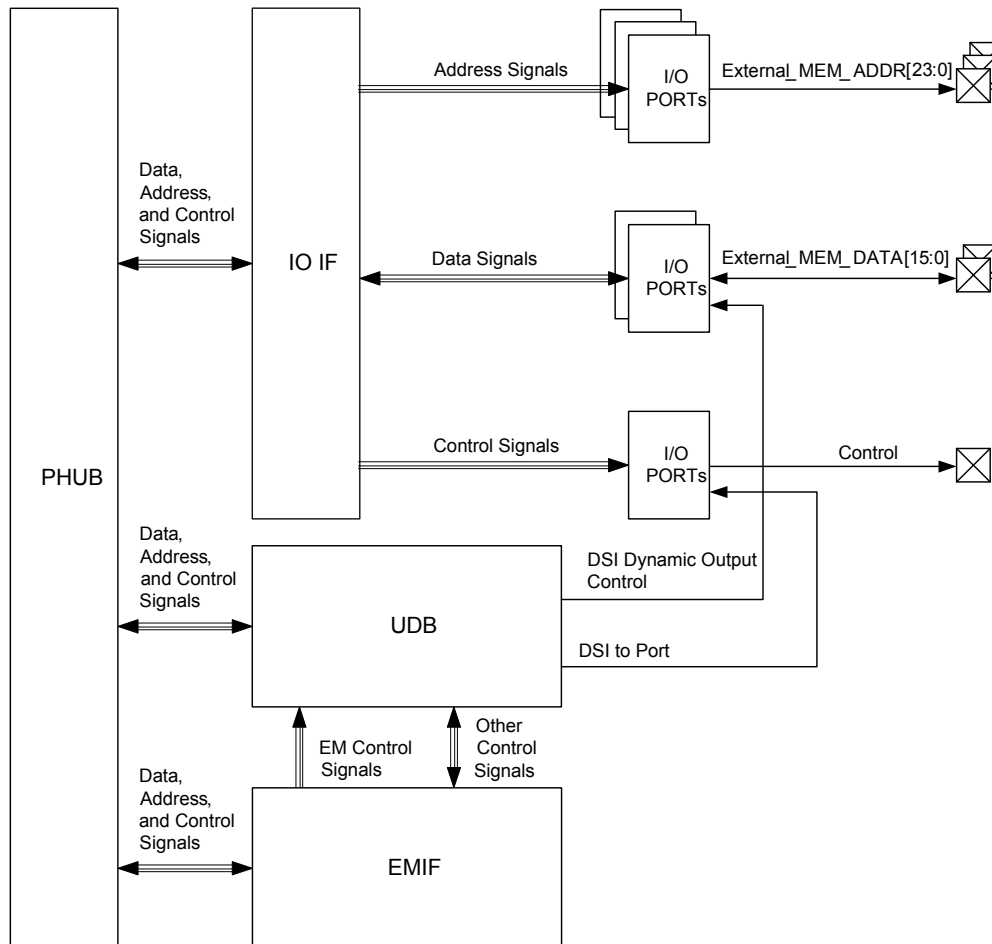 Address Signals
I/O
PORTs
External_MEM_ADDR[23:0]
Data,
Address,
and Control
Signals
IO IF
Data Signals
I/O
PORTs
External_MEM_DATA[15:0]
PHUB
Control Signals
I/O
PORTs
Control
Data,
Address,
and Control
Signals
UDB
DSI Dynamic Output
Control
DSI to Port
EM Control
Signals
Other
Control
Signals
Data,
Address,
and Control
Signals
EMIF